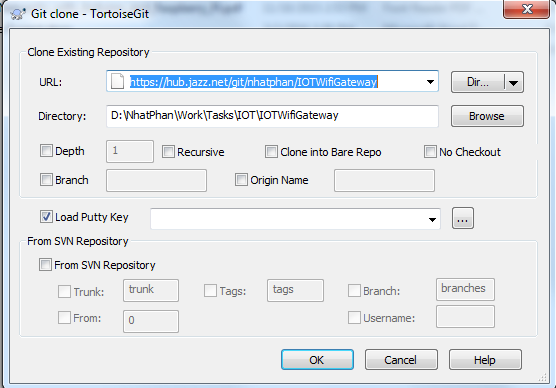 Git clone - TortoiseGit
Clone Existing Repository
URL: https://hub.jazz.net/git/nhatphan/IOTWifiGateway Dir...
Directory: D:\NhatPhan\Work\Tasks\IOT\IOTWifiGateway Browse
Depth 1 Recursive Clone into Bare Repo No Checkout
Branch Origin Name
Load Putty Key ...
From SVN Repository
From SVN Repository
Trunk: trunk Tags: tags Branch: branches
From: 0 Username:
OK Cancel Help